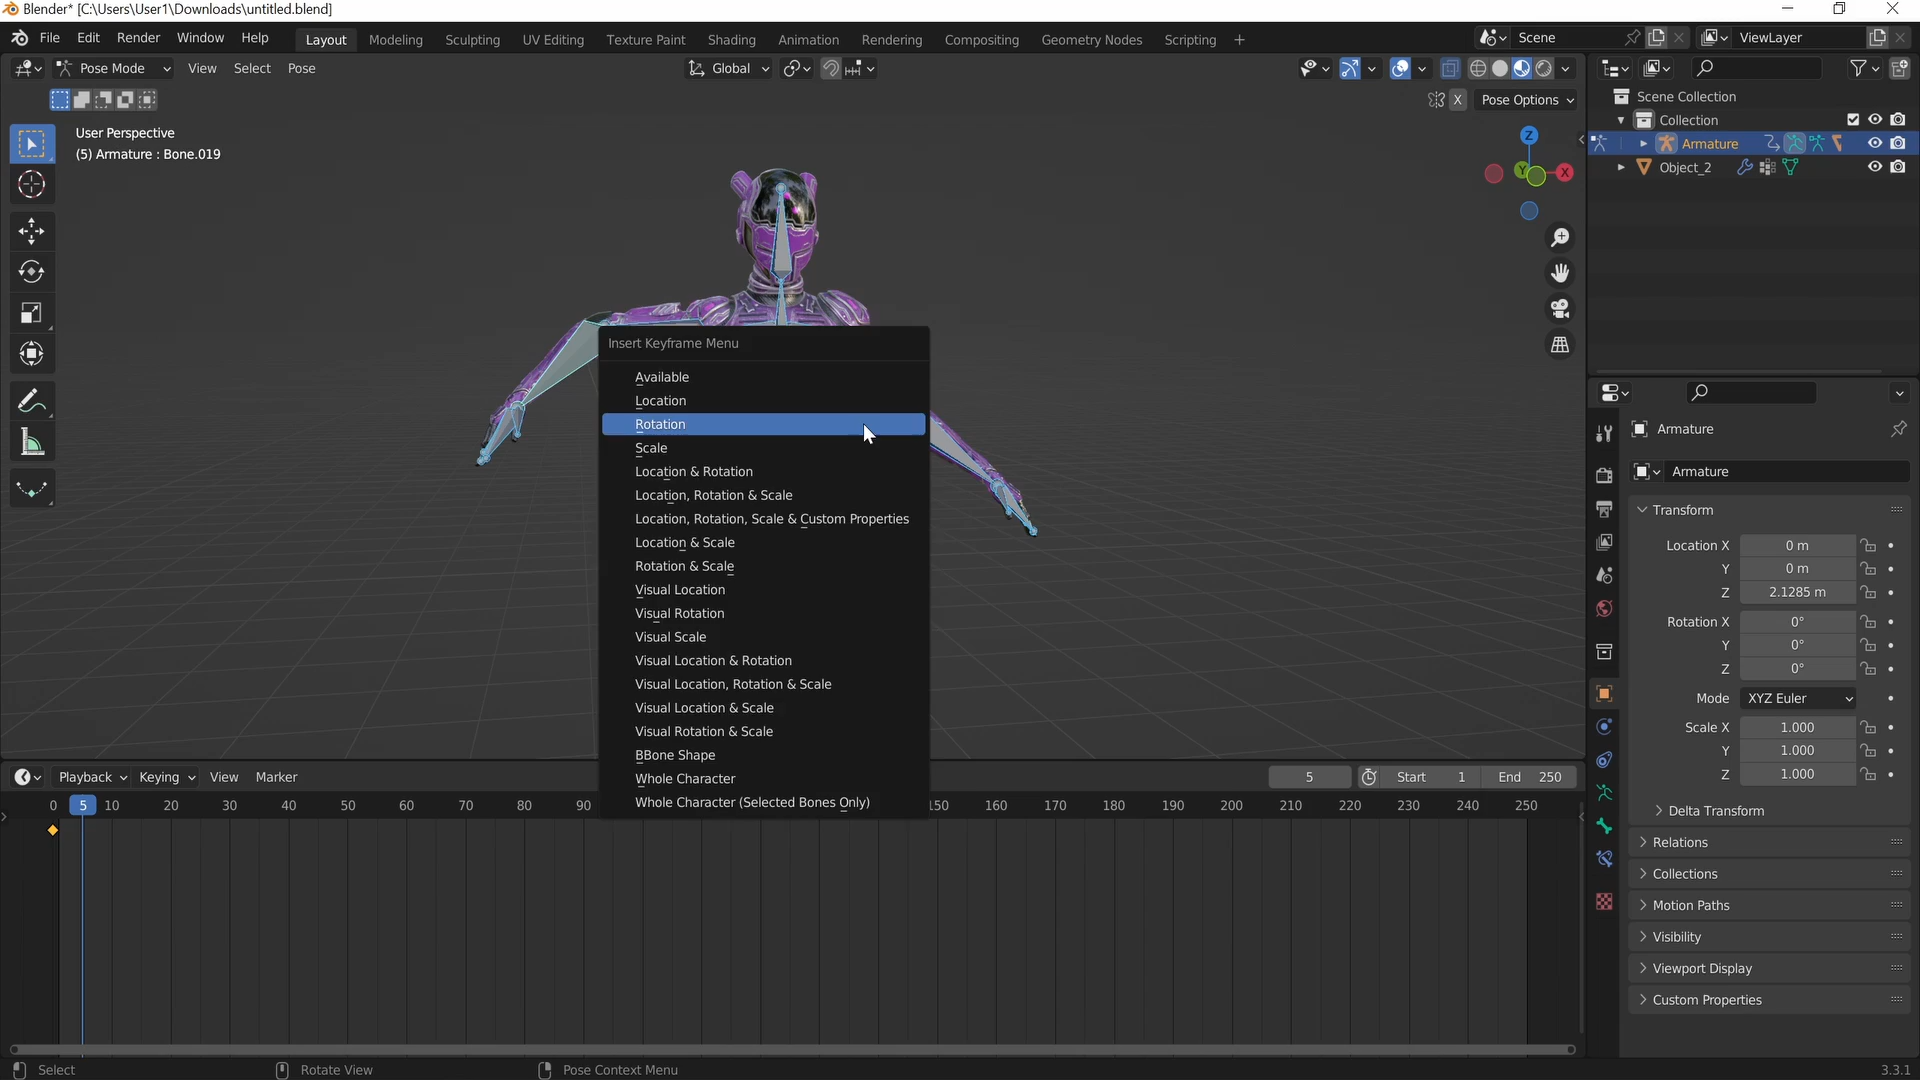 Blender* [C:\Users\User1\Downloads\untitled.blend]
File Edit Render Window Help Layout Modeling Sculpting UV Editing Texture Paint Shading Animation Rendering Compositing Geometry Nodes Scripting + Scene ViewLayer
Pose Mode View Select Pose Global
X Pose Options
User Perspective
(5) Armature : Bone.019
Z
Y
X
Scene Collection
Collection
Armature
Object_2
Insert Keyframe Menu
Available
Location
Rotation
Scale
Location & Rotation
Location, Rotation & Scale
Location, Rotation, Scale & Custom Properties
Location & Scale
Rotation & Scale
Visual Location
Visual Rotation
Visual Scale
Visual Location & Rotation
Visual Location, Rotation & Scale
Visual Location & Scale
Visual Rotation & Scale
BBone Shape
Whole Character
Whole Character (Selected Bones Only)
Armature
Armature
Transform
Location X 0 m
Y 0 m
Z 2.1285 m
Rotation X 0°
Y 0°
Z 0°
Mode XYZ Euler
Scale X 1.000
Y 1.000
Z 1.000
Delta Transform
Relations
Collections
Motion Paths
Visibility
Viewport Display
Custom Properties
Playback Keying View Marker 5 Start 1 End 250
0 5 10 20 30 40 50 60 70 80 90 150 160 170 180 190 200 210 220 230 240 250
Select Rotate View Pose Context Menu 3.3.1